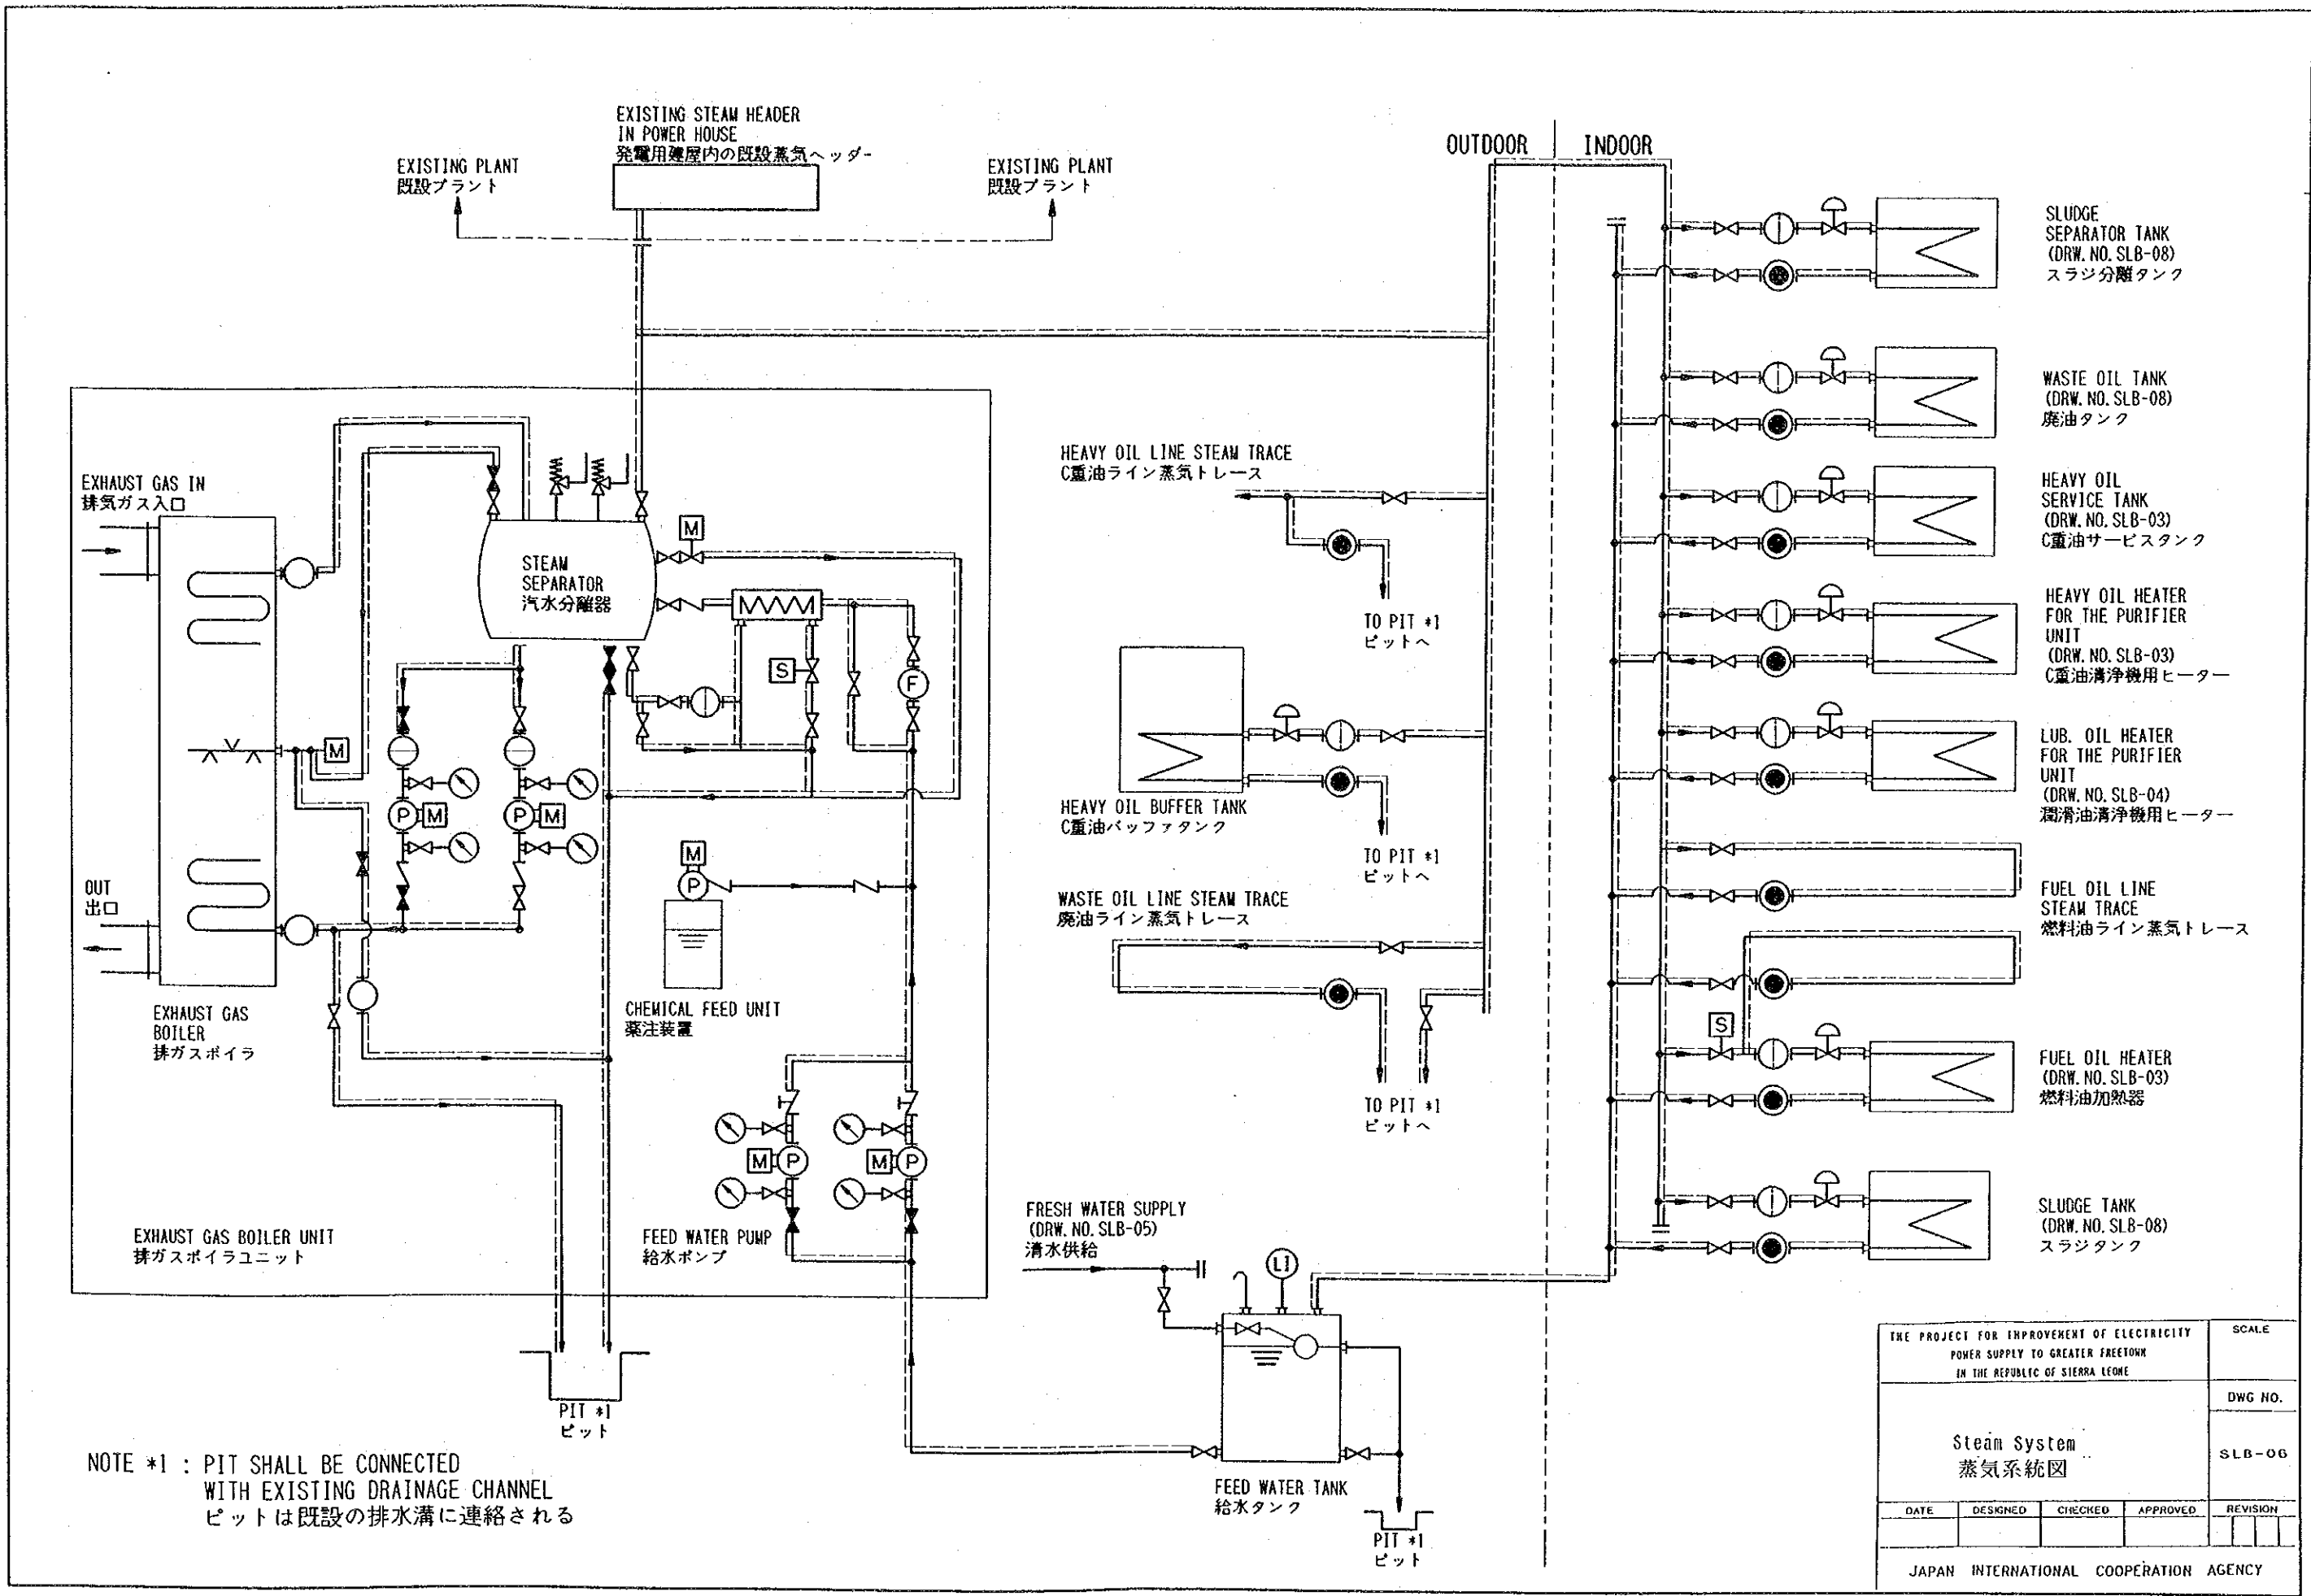 EXISTING STEAM HEADER
IN POWER HOUSE
発電用建屋内の既設蒸気ヘッダー
EXISTING PLANT
既設プラント
EXISTING PLANT
既設プラント
OUTDOOR
INDOOR
SLUDGE
SEPARATOR TANK
(DRW. NO. SLB-08)
スラジ分離タンク
WASTE OIL TANK
(DRW. NO. SLB-08)
廃油タンク
HEAVY OIL
SERVICE TANK
(DRW. NO. SLB-03)
C重油サービスタンク
HEAVY OIL HEATER
FOR THE PURIFIER
UNIT
(DRW. NO. SLB-03)
C重油清浄機用ヒーター
LUB. OIL HEATER
FOR THE PURIFIER
UNIT
(DRW. NO. SLB-04)
潤滑油清浄機用ヒーター
FUEL OIL LINE
STEAM TRACE
燃料油ライン蒸気トレース
S
FUEL OIL HEATER
(DRW. NO. SLB-03)
燃料油加熱器
SLUDGE TANK
(DRW. NO. SLB-08)
スラジタンク
HEAVY OIL LINE STEAM TRACE
C重油ライン蒸気トレース
TO PIT *1
ピットへ
HEAVY OIL BUFFER TANK
C重油バッファタンク
TO PIT *1
ピットへ
WASTE OIL LINE STEAM TRACE
廃油ライン蒸気トレース
TO PIT *1
ピットへ
EXHAUST GAS IN
排気ガス入口
STEAM
SEPARATOR
汽水分離器
M
S
F
M
P M
P M
M
P
OUT
出口
EXHAUST GAS
BOILER
排ガスボイラ
CHEMICAL FEED UNIT
薬注装置
M P
M P
EXHAUST GAS BOILER UNIT
排ガスボイラユニット
FEED WATER PUMP
給水ポンプ
FRESH WATER SUPPLY
(DRW. NO. SLB-05)
清水供給
LI
FEED WATER TANK
給水タンク
PIT *1
ピット
PIT *1
ピット
NOTE *1 : PIT SHALL BE CONNECTED
WITH EXISTING DRAINAGE CHANNEL
ピットは既設の排水溝に連絡される
THE PROJECT FOR IMPROVEMENT OF ELECTRICITY
POWER SUPPLY TO GREATER FREETOWN
IN THE REPUBLIC OF SIERRA LEONE
SCALE
DWG NO.
Steam System
蒸気系統図
SLB-06
DATE
DESIGNED
CHECKED
APPROVED
REVISION
JAPAN INTERNATIONAL COOPERATION AGENCY